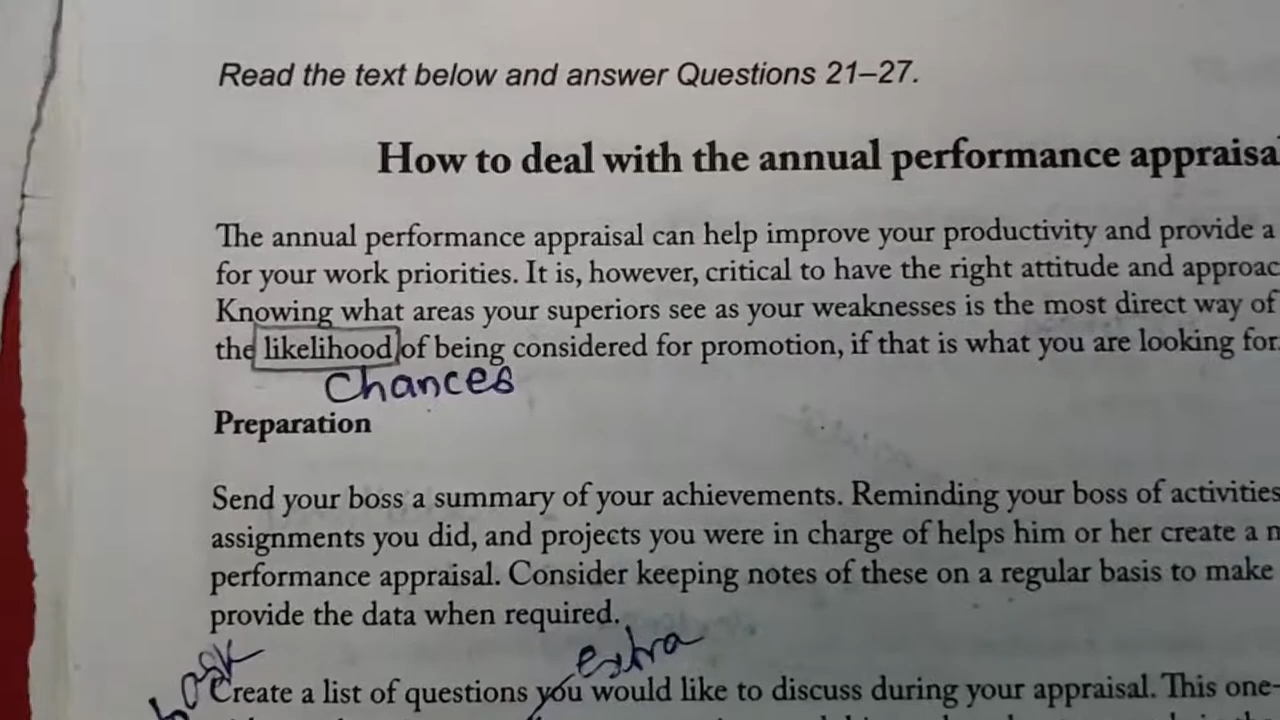 Read the text below and answer Questions 21–27.
How to deal with the annual performance
The annual performance appraisal can help improve your productivity and provide a
for your work priorities. It is, however, critical to have the right attitude and
Knowing what areas your superiors see as your weaknesses is the most direct way of
the likelihood of being considered for promotion, if that is what you are looking for
Chances
Preparation
Send your boss a summary of your achievements. Reminding your boss of activities
assignments you did, and projects you were in charge of helps him or her create a
performance appraisal. Consider keeping notes of these on a regular basis to make
provide the data when required.
ask
extra
Create a list of questions you would like to discuss during your appraisal. This one-